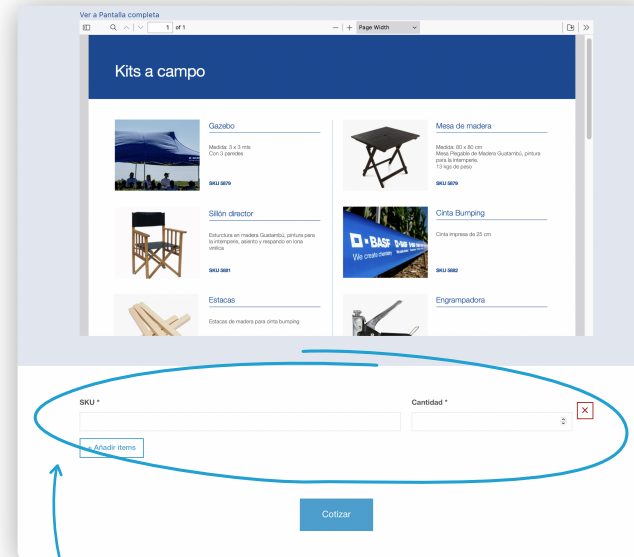 Ver a Pantalla completa
1 of 1
Page Width
Kits a campo
Gazebo
Medida: 3 x 3 mts
Con 3 paredes
SKU 5879
Mesa de madera
Medida: 60 x 80 cm
Mesa Plegable de Madera Guatambú, pintura
para la intemperie.
13 kgs de peso
SKU 5879
Sillón director
Esturctura en madera Guatambú, pintura para
la intemperie, asiento y respando en lona
vinílica
SKU 5881
Cinta Bumping
Cinta impresa de 25 cm
SKU 5882
BASF
We create chemistry
Estacas
Estacas de madera para cinta bumping
Engrampadora
SKU *
Cantidad *
+ Añadir items
Cotizar